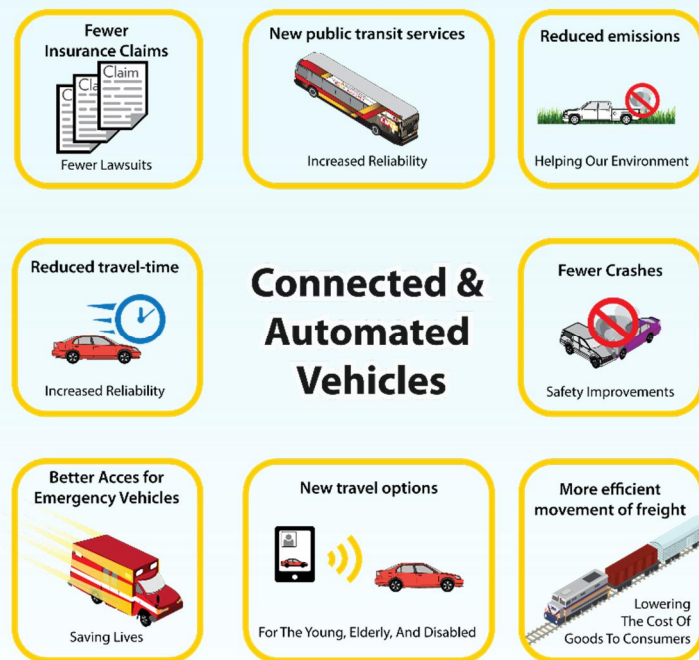 Fewer
Insurance Claims
Claim
Cla
C
Fewer Lawsuits
New public transit services
Increased Reliability
Reduced emissions
Helping Our Environment
Reduced travel-time
Increased Reliability
Connected &
Automated
Vehicles
Fewer Crashes
Safety Improvements
Better Acces for
Emergency Vehicles
Saving Lives
New travel options
For The Young, Elderly, And Disabled
More efficient
movement of freight
Lowering
The Cost Of
Goods To Consumers